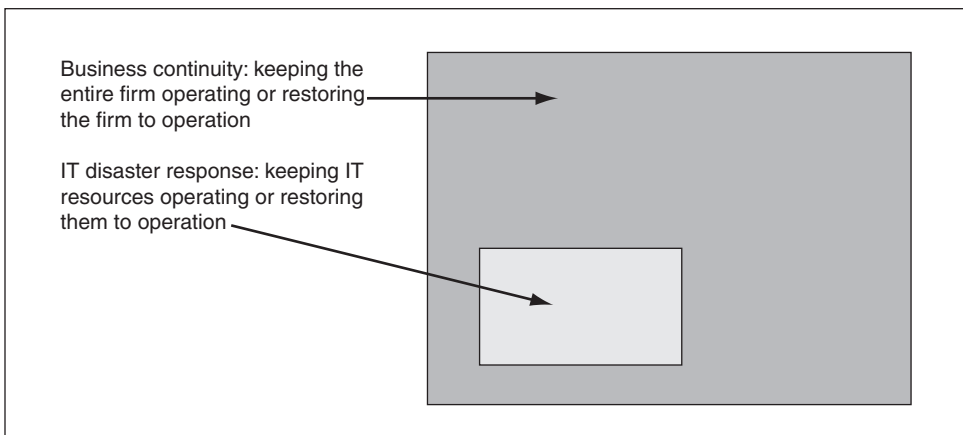 Business continuity: keeping the
entire firm operating or restoring
the firm to operation
IT disaster response: keeping IT
resources operating or restoring
them to operation